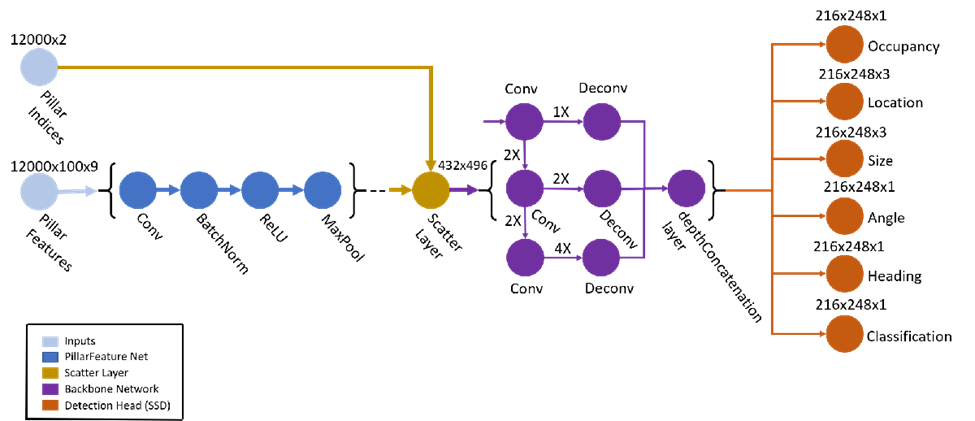 12000x2
Pillar
Indices
12000x100x9
Pillar
Features
Conv
BatchNorm
ReLU
MaxPool
Scatter
Layer
432x496
Conv
Deconv
1X
2X
2X
Conv
Deconv
2X
4X
Conv
Deconv
depthConcatenation
layer
216x248x1
Occupancy
216x248x3
Location
216x248x3
Size
216x248x1
Angle
216x248x1
Heading
216x248x1
Classification
Inputs
PillarFeature Net
Scatter Layer
Backbone Network
Detection Head (SSD)